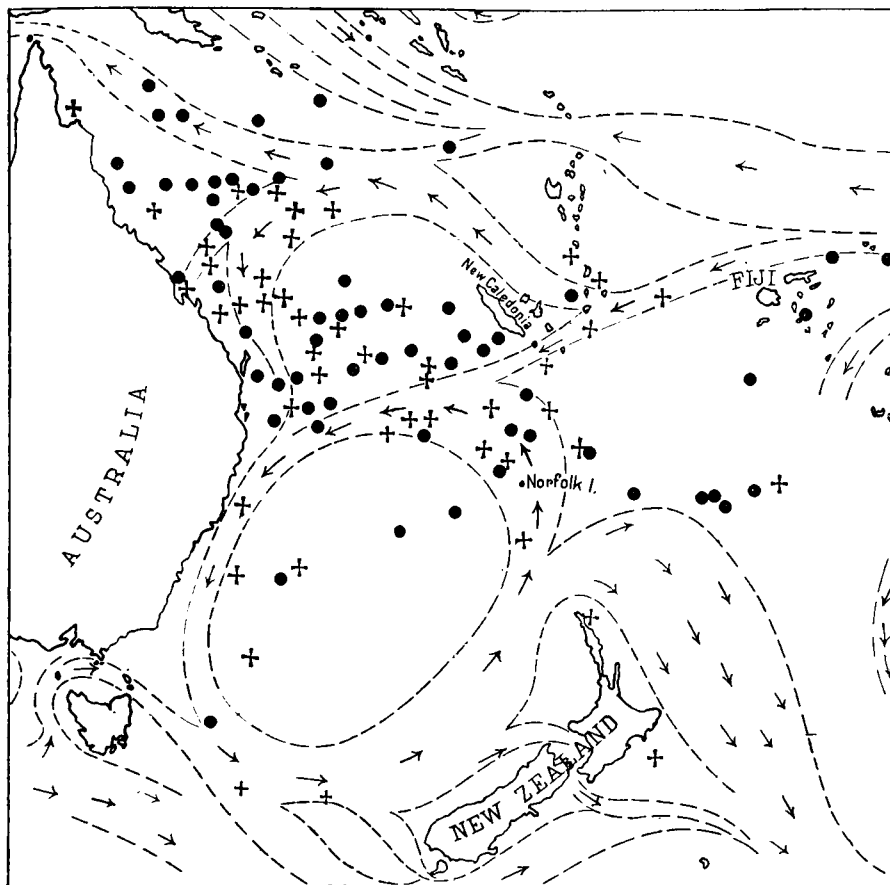 New Caledonia
FIJI
AUSTRALIA
Norfolk I.
NEW ZEALAND